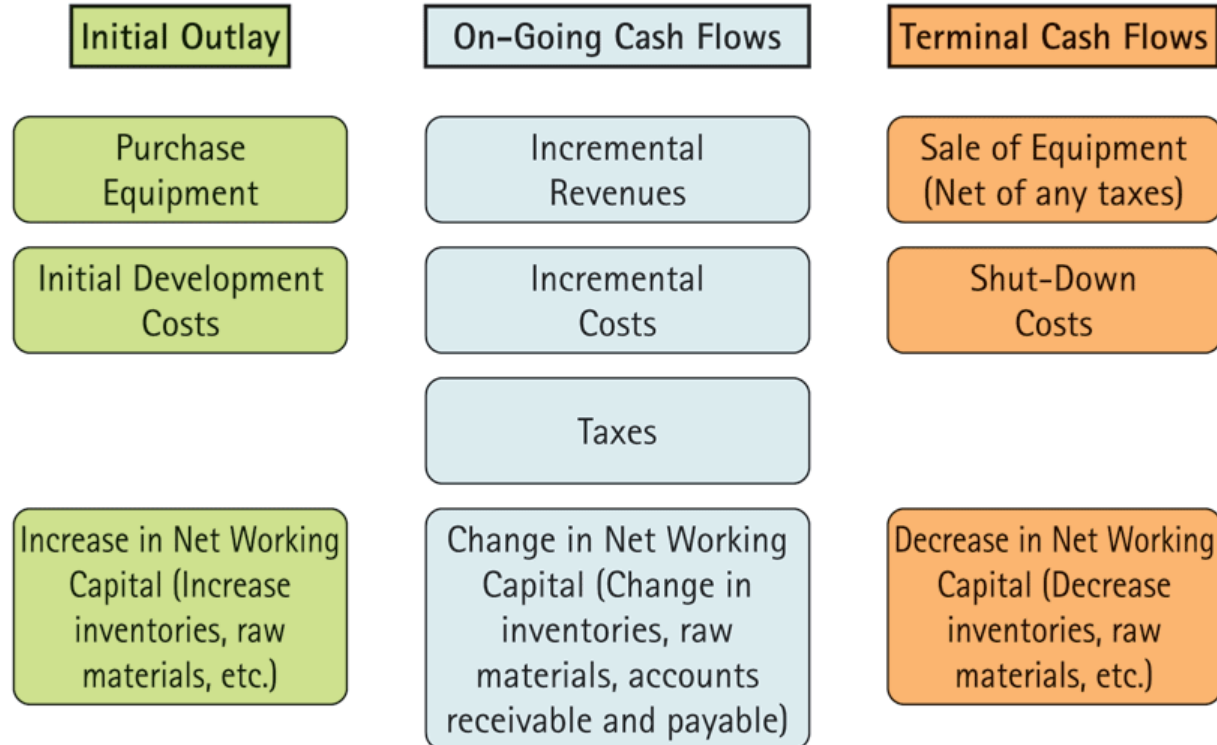 Initial Outlay
On-Going Cash Flows
Terminal Cash Flows
Purchase
Equipment
Incremental
Revenues
Sale of Equipment
(Net of any taxes)
Initial Development
Costs
Incremental
Costs
Shut-Down
Costs
Taxes
Increase in Net Working
Capital (Increase
inventories, raw
materials, etc.)
Change in Net Working
Capital (Change in
inventories, raw
materials, accounts
receivable and payable)
Decrease in Net Working
Capital (Decrease
inventories, raw
materials, etc.)